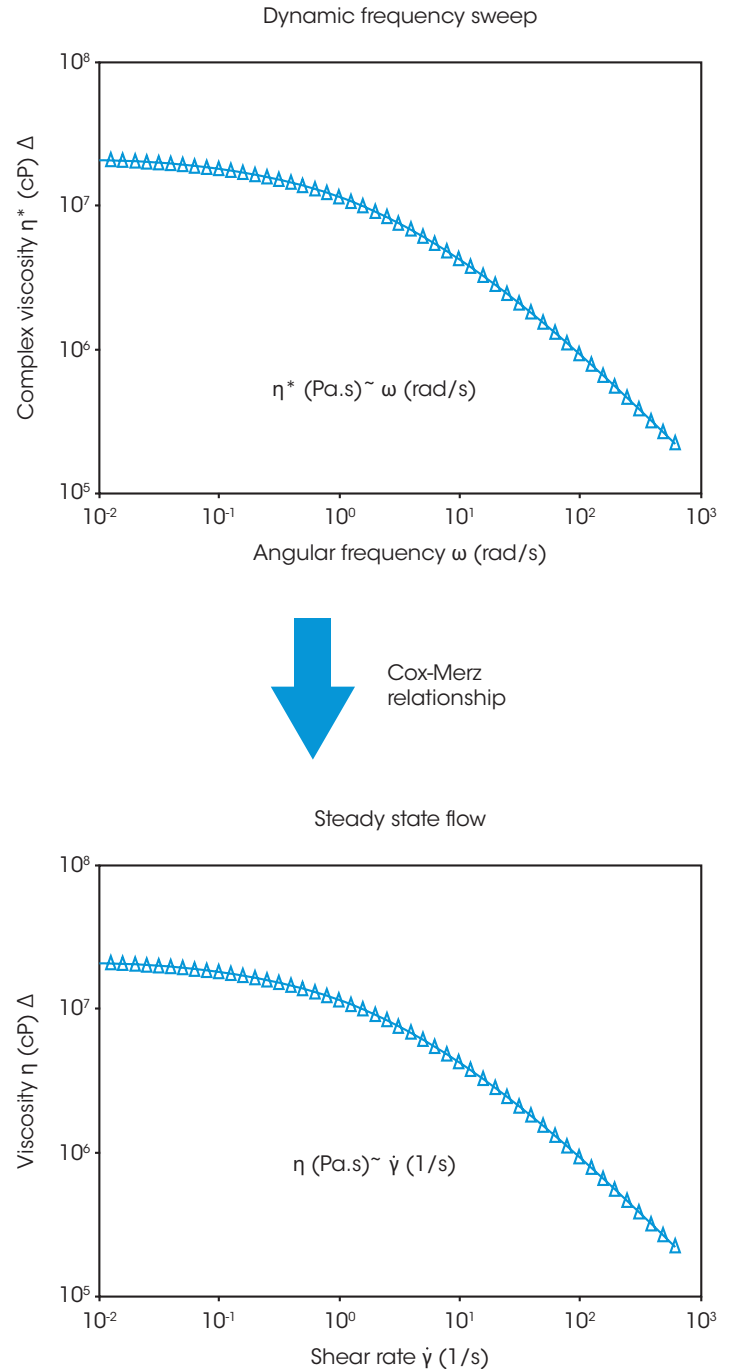 Dynamic frequency sweep
Complex viscosity η* (cP) Δ
10⁸
10⁷
10⁶
10⁵
η* (Pa.s)~ ω (rad/s)
10⁻² 10⁻¹ 10⁰ 10¹ 10² 10³
Angular frequency ω (rad/s)
Cox-Merz
relationship
Steady state flow
Viscosity η (cP) Δ
10⁸
10⁷
10⁶
10⁵
η (Pa.s)~ γ̇ (1/s)
10⁻² 10⁻¹ 10⁰ 10¹ 10² 10³
Shear rate γ̇ (1/s)